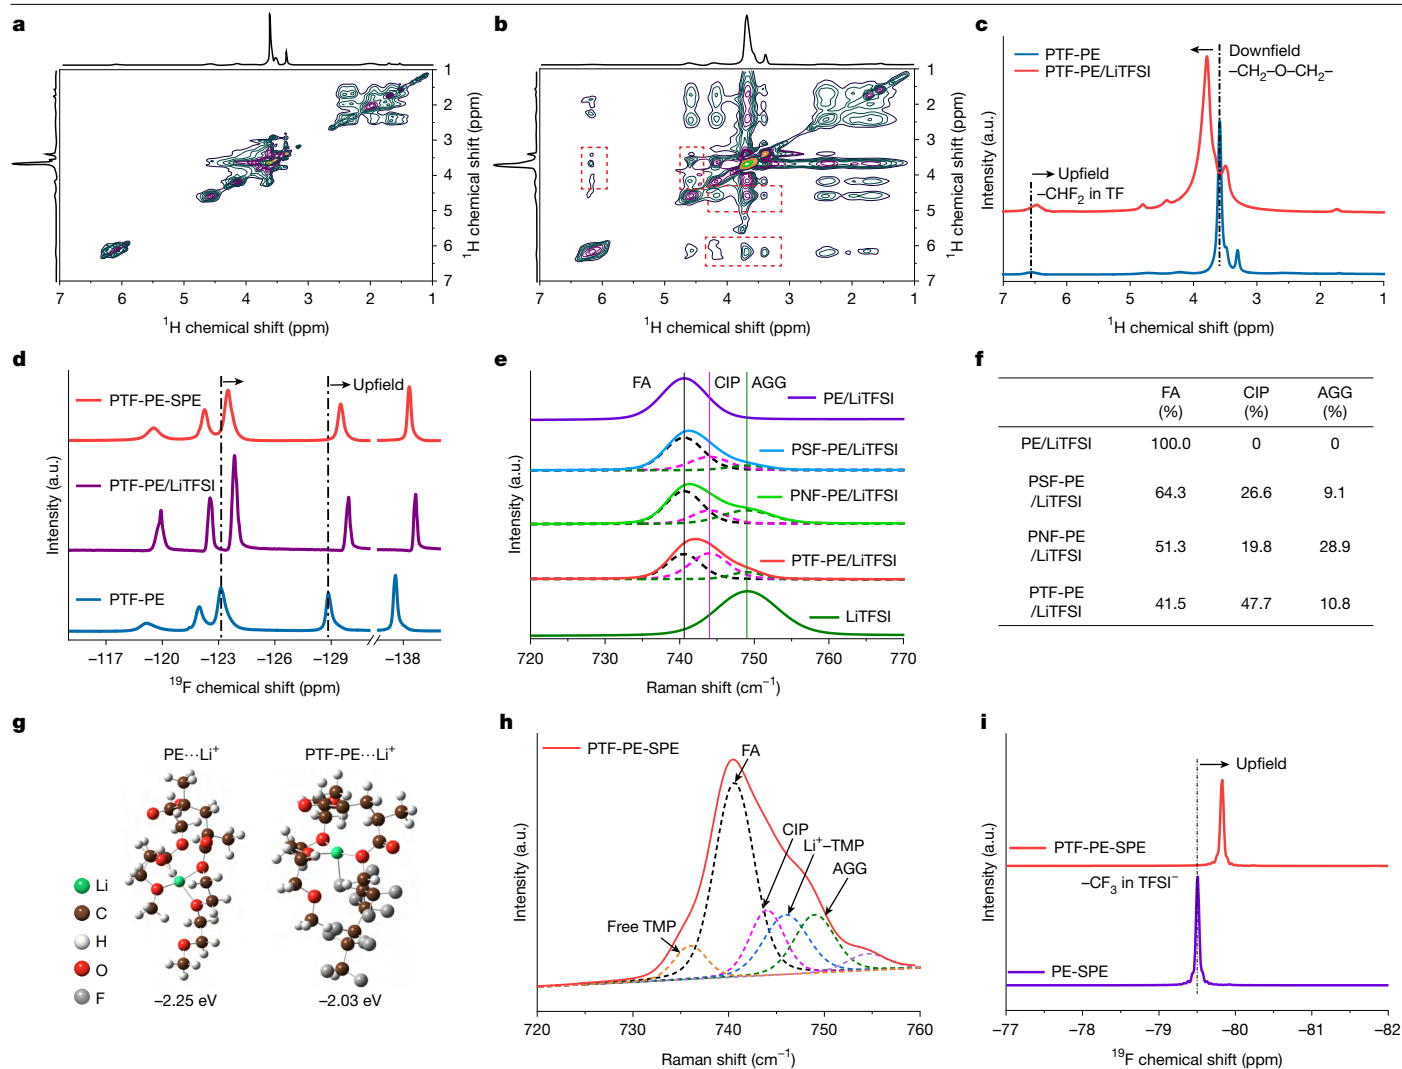 a
1
2
3
4
5
6
7
¹H chemical shift (ppm)
7 6 5 4 3 2 1
¹H chemical shift (ppm)
b
1
2
3
4
5
6
7
¹H chemical shift (ppm)
7 6 5 4 3 2 1
¹H chemical shift (ppm)
c
PTF-PE
PTF-PE/LiTFSI
Downfield
–CH₂–O–CH₂–
Upfield
–CHF₂ in TF
Intensity (a.u.)
7 6 5 4 3 2 1
¹H chemical shift (ppm)
d
Upfield
PTF-PE-SPE
PTF-PE/LiTFSI
PTF-PE
Intensity (a.u.)
–117 –120 –123 –126 –129 –138
¹⁹F chemical shift (ppm)
e
FA CIP AGG
PE/LiTFSI
PSF-PE/LiTFSI
PNF-PE/LiTFSI
PTF-PE/LiTFSI
LiTFSI
Intensity (a.u.)
720 730 740 750 760 770
Raman shift (cm⁻¹)
f
FA CIP AGG
(%) (%) (%)
PE/LiTFSI 100.0 0 0
PSF-PE
/LiTFSI 64.3 26.6 9.1
PNF-PE
/LiTFSI 51.3 19.8 28.9
PTF-PE
/LiTFSI 41.5 47.7 10.8
g
PE···Li⁺ PTF-PE···Li⁺
Li
C
H
O
F
–2.25 eV –2.03 eV
h
PTF-PE-SPE
FA
CIP
Li⁺–TMP
AGG
Free TMP
Intensity (a.u.)
720 730 740 750 760
Raman shift (cm⁻¹)
i
Upfield
PTF-PE-SPE
–CF₃ in TFSI⁻
PE-SPE
Intensity (a.u.)
–77 –78 –79 –80 –81 –82
¹⁹F chemical shift (ppm)